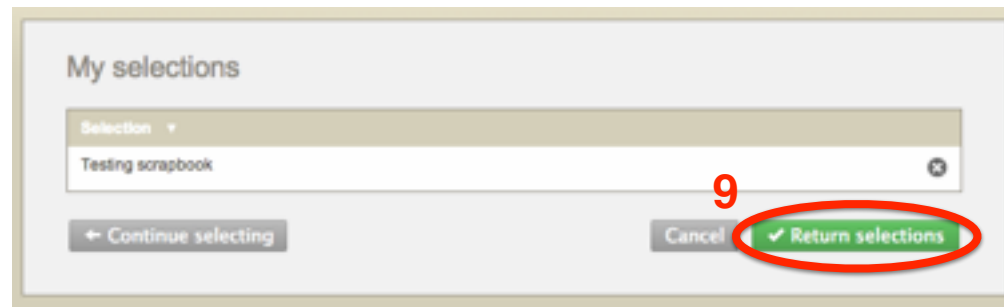 My selections
Selection
Testing scrapbook
9
Continue selecting Cancel Return selections